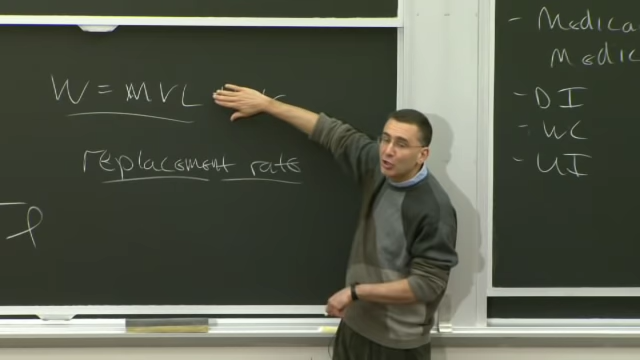 W = MVL
replacement rate
- Medica
Medic
- DI
- WC
- UI